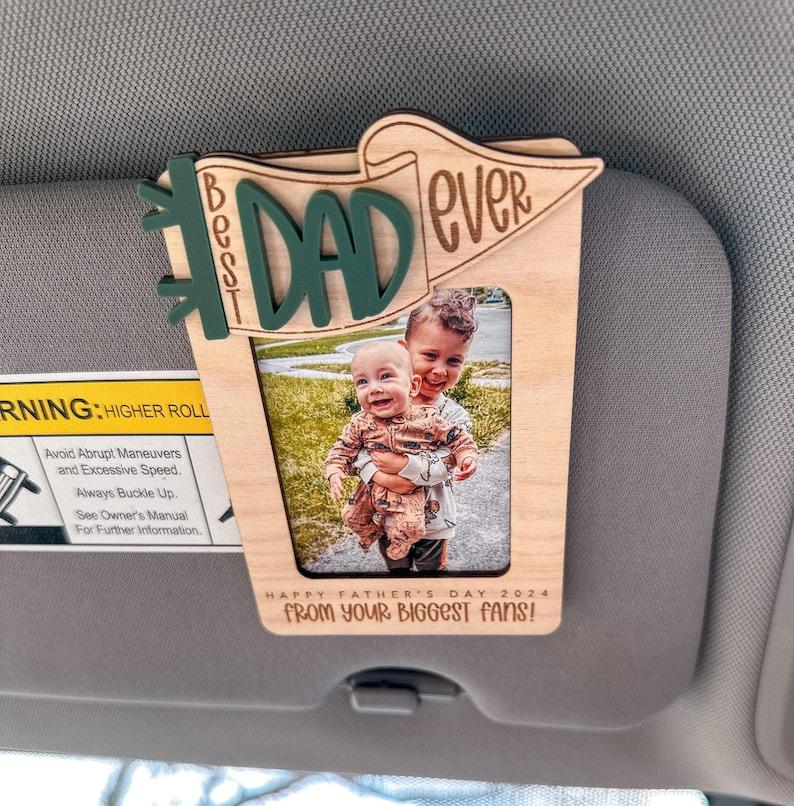 BEST
DAD
EVER
RNING: HIGHER ROLL
Avoid Abrupt Maneuvers
and Excessive Speed.
Always Buckle Up.
See Owner's Manual
For Further Information.
HAPPY FATHER'S DAY 2024
FROM YOUR BIGGEST FANS!